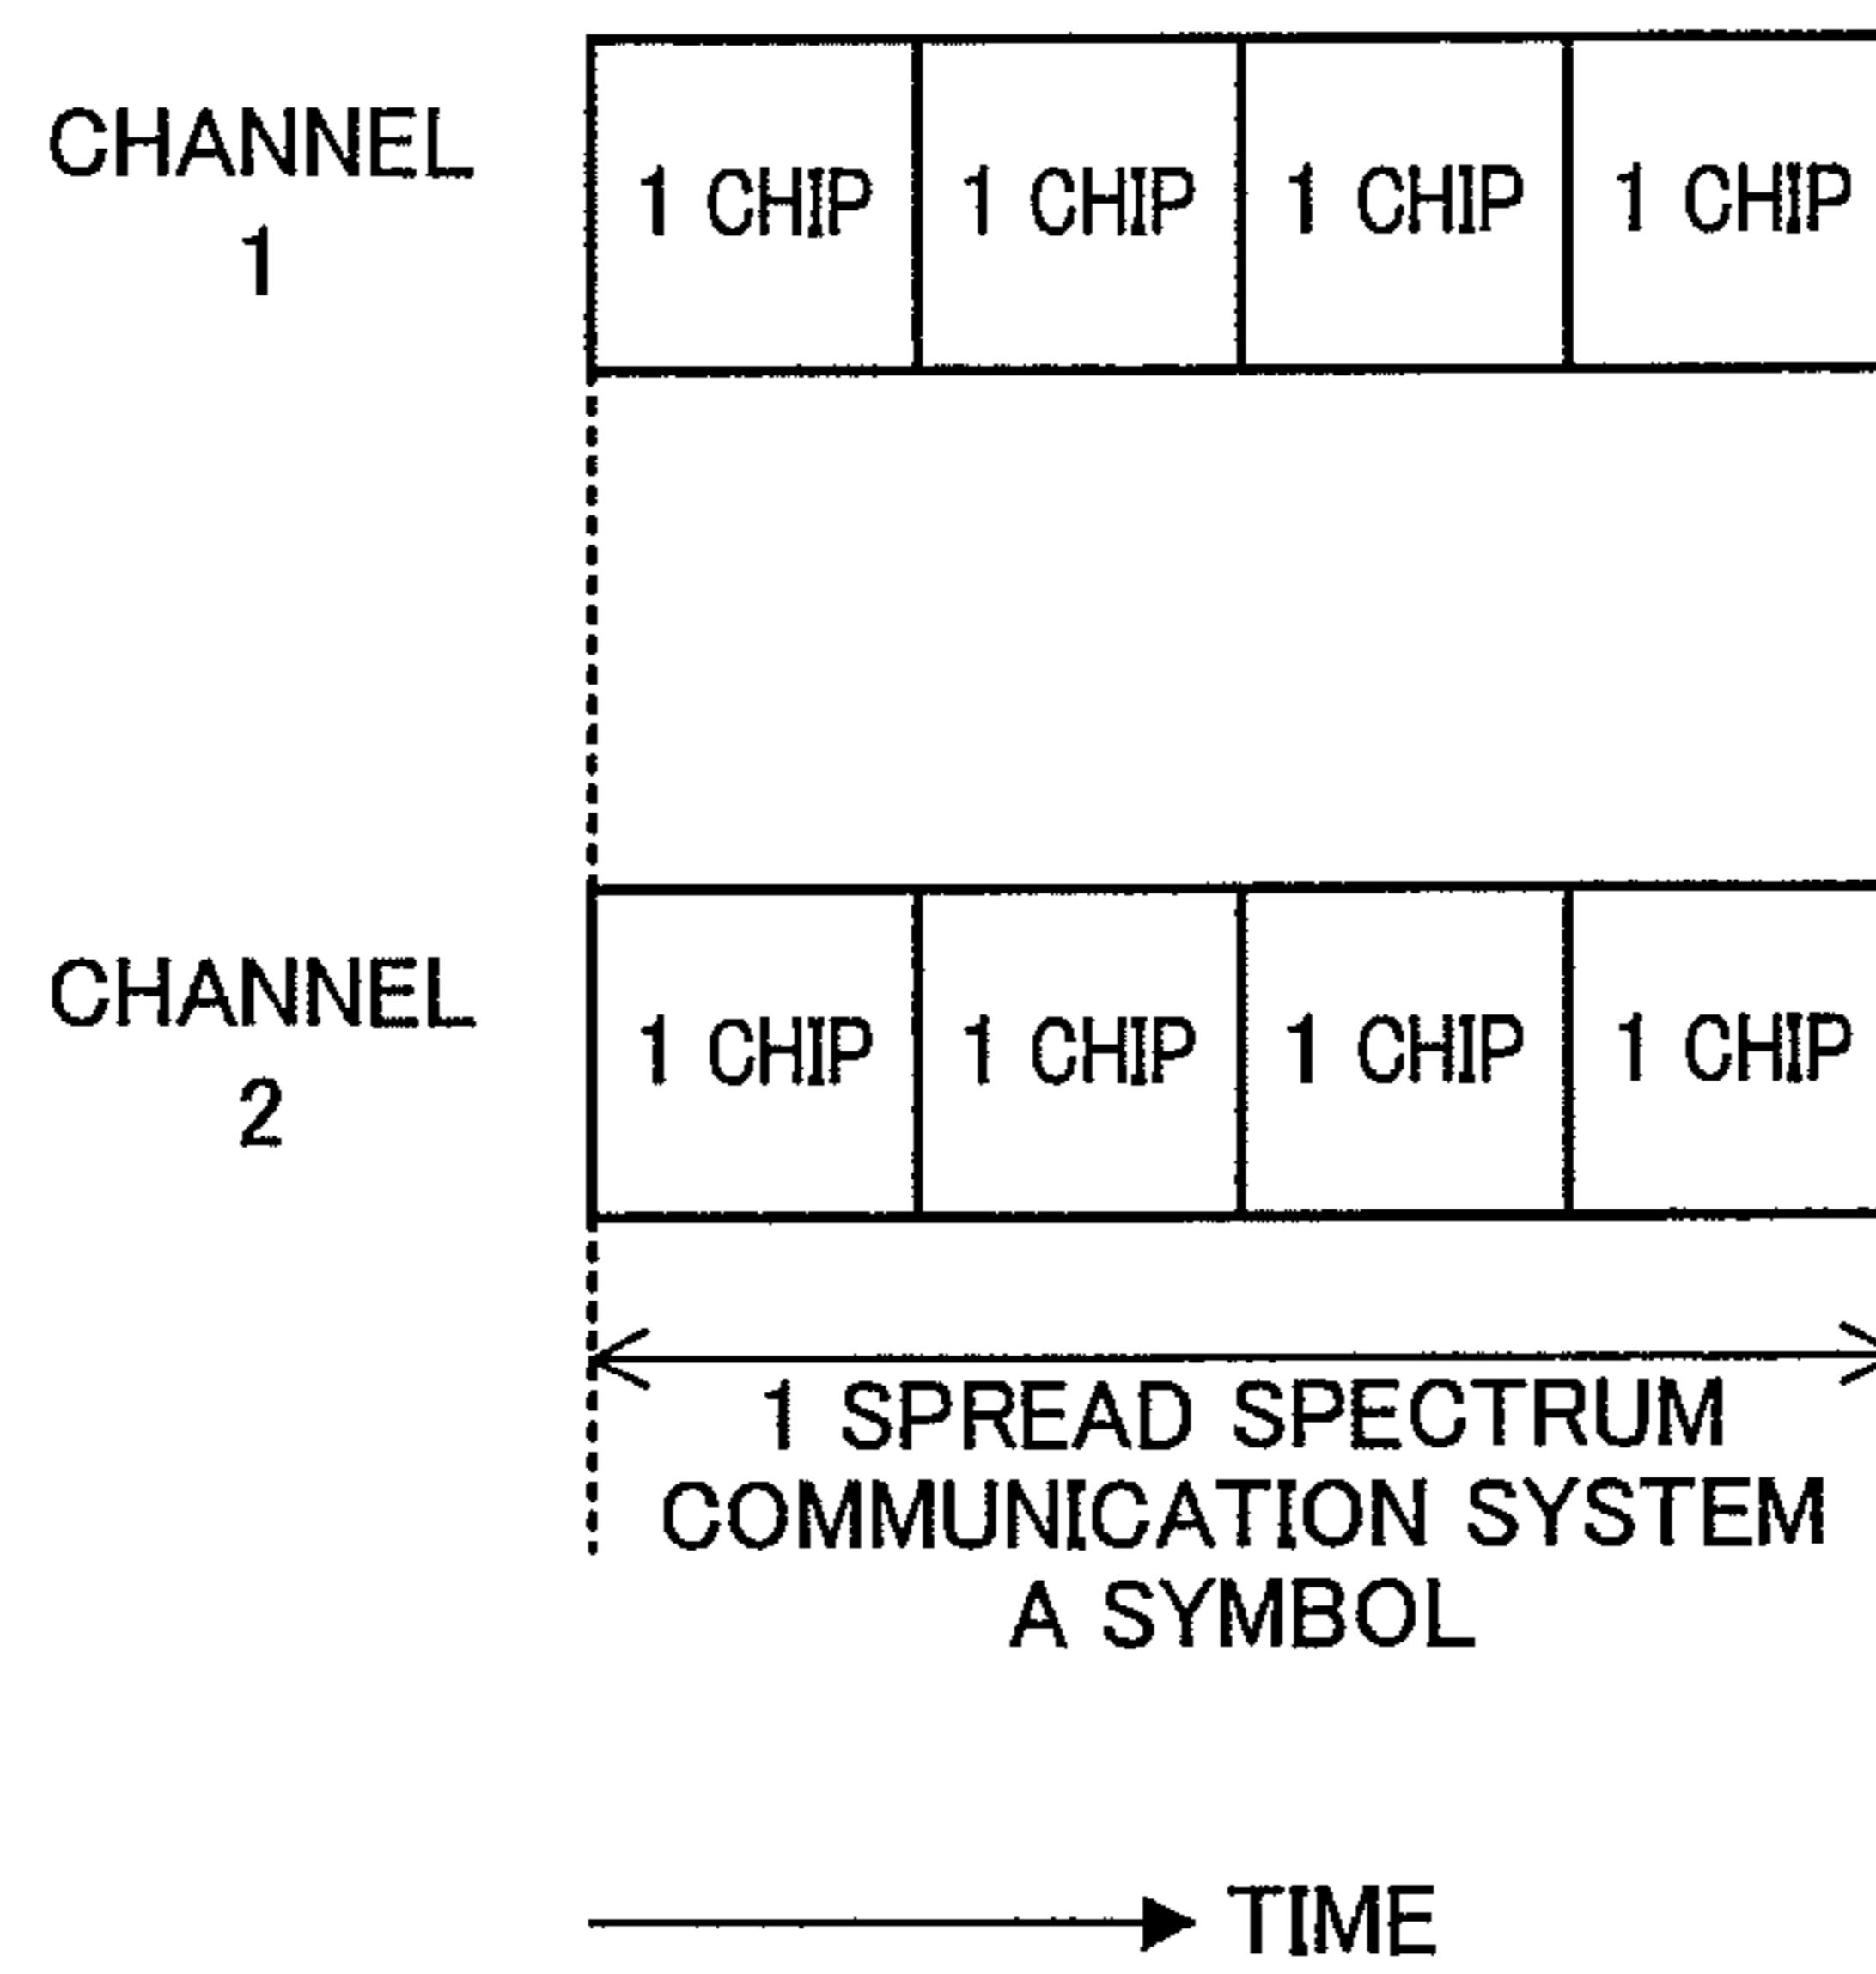 CHANNEL
1
1 CHIP 1 CHIP 1 CHIP 1 CHIP
CHANNEL
2
1 CHIP 1 CHIP 1 CHIP 1 CHIP
1 SPREAD SPECTRUM
COMMUNICATION SYSTEM
A SYMBOL
TIME